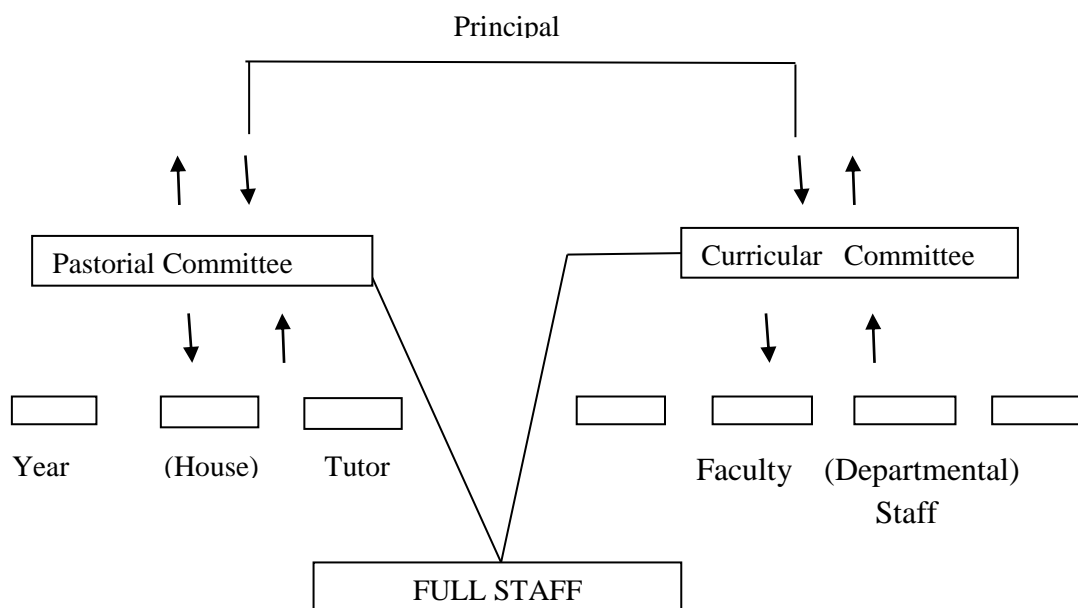 Principal
Pastorial Committee
Curricular Committee
Year (House) Tutor
Faculty (Departmental)
Staff
FULL STAFF